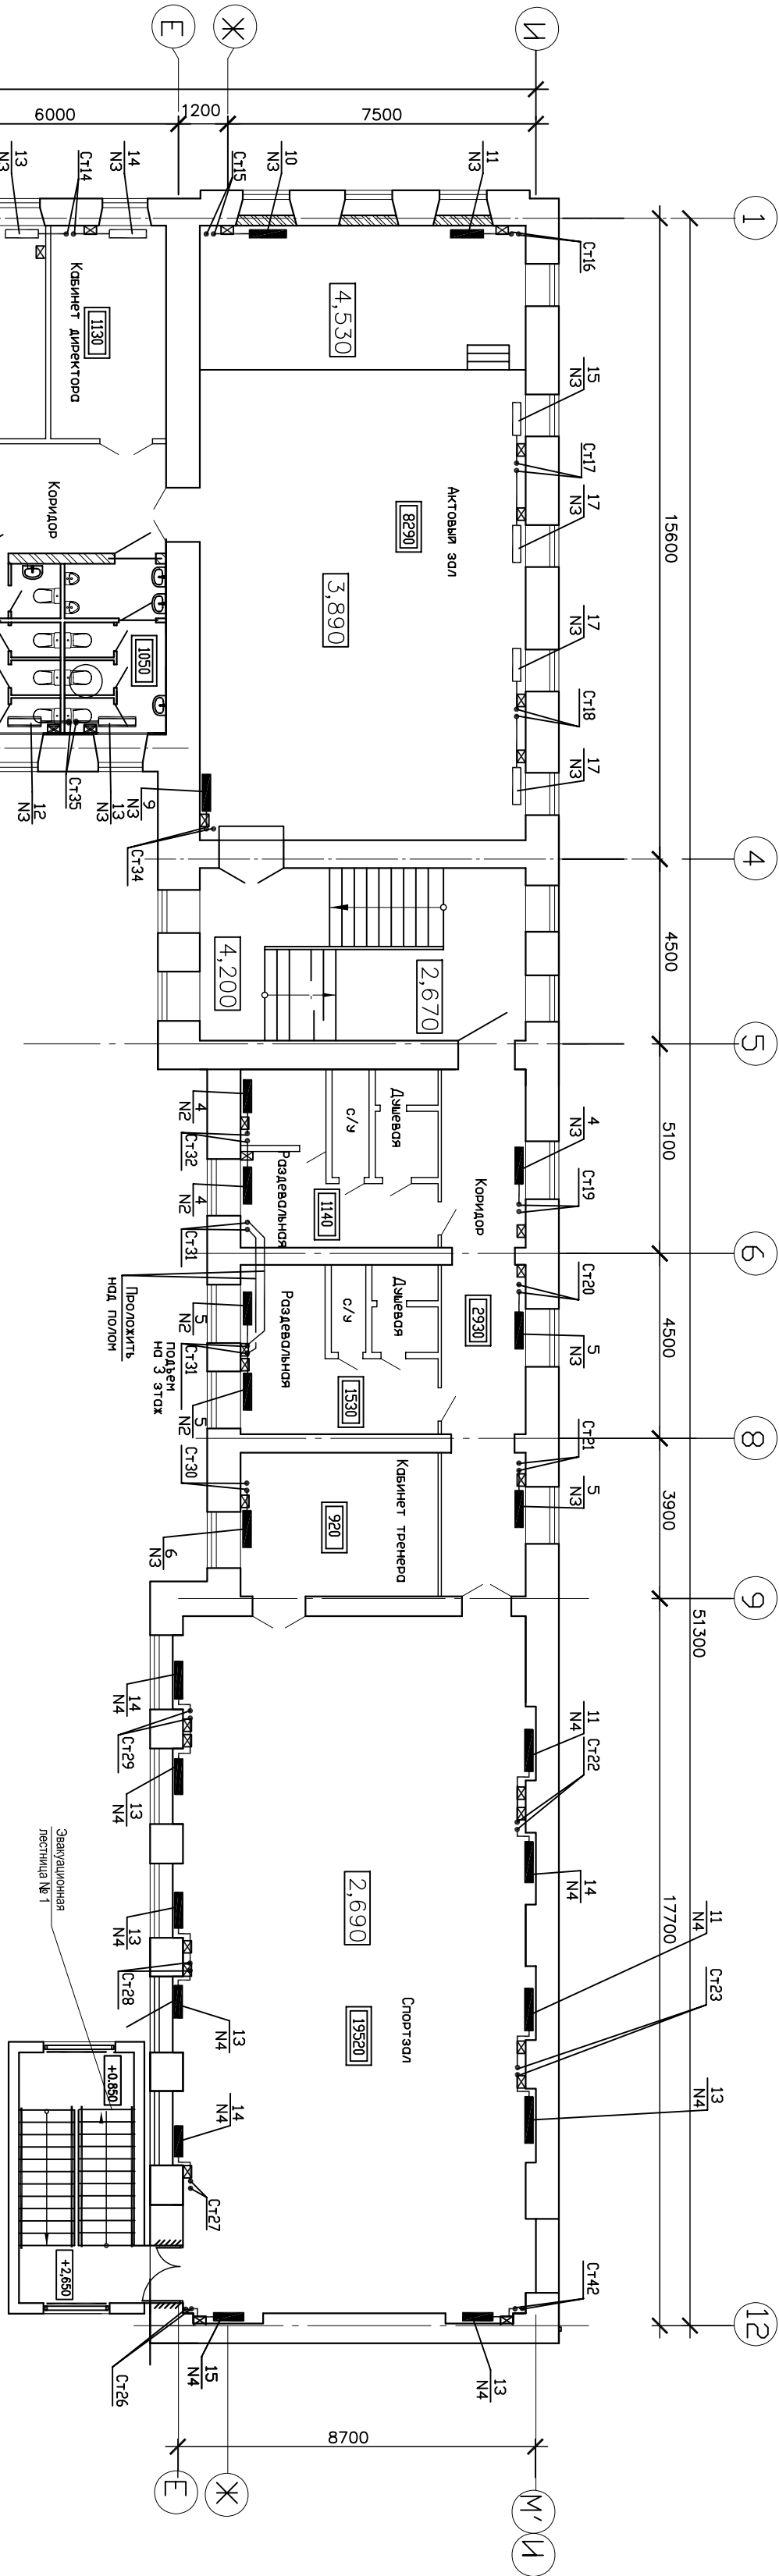 1
4
5
6
8
9
12
51300
15600
4500
5100
4500
3900
17700
И
Ж
Е
7500
1200
6000
11
N3
10
N3
Ст16
Ст15
14
N3
Ст14
13
N3
15
N3
Ст17
17
N3
17
N3
Ст18
17
N3
4,530
Актовый зал
8290
3,890
Кабинет директора
1130
Коридор
1050
9
N3
Ст34
13
N3
12
N3
Ст35
4,200
2,670
4
N3
Ст19
Ст20
5
N3
Ст21
5
N3
Коридор
2930
Душевая
с/у
1140
Раздевальная
Душевая
с/у
1530
Раздевальная
Кабинет тренера
920
4
N2
Ст32
4
N2
Ст31
5
N2
Ст31
подъем
на 3 этаж
5
N2
Ст30
6
N3
Проложить
над полом
11
N4
Ст22
14
N4
11
N4
Ст23
13
N4
2,690
Спортзал
19520
14
N4
Ст29
13
N4
13
N4
Ст28
13
N4
14
N4
Ст27
Ст42
13
N4
15
N4
Ст26
Эвакуационная
лестница № 1
+0.850
+2,650
8700
Е
Ж
М' И